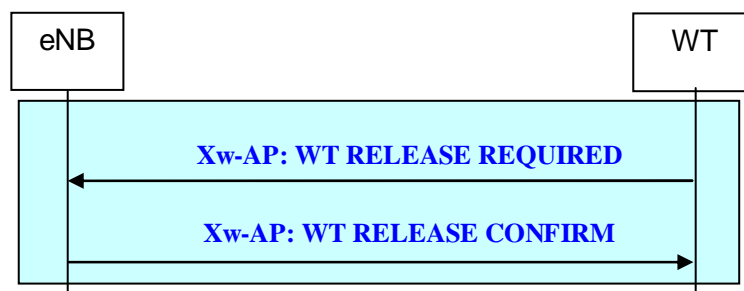 eNB
WT
Xw-AP: WT RELEASE REQUIRED
Xw-AP: WT RELEASE CONFIRM